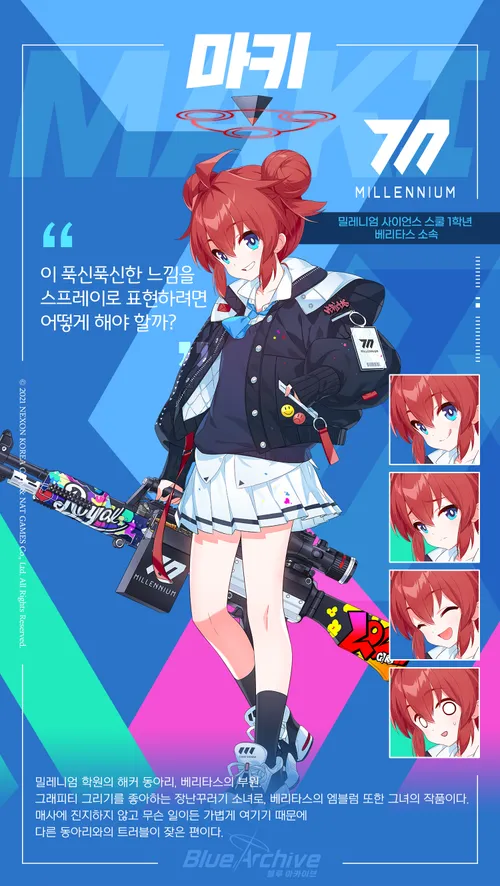 MAKI
마키
MILLENNIUM
밀레니엄 사이언스 스쿨 1학년
베리타스 소속
“
이 푹신푹신한 느낌을
스프레이로 표현하려면
어떻게 해야 할까?
”
MILLENNIUM
Royal
MILLENNIUM
밀레니엄 학원의 해커 동아리, 베리타스의 부원.
그래피티 그리기를 좋아하는 장난꾸러기 소녀로, 베리타스의 엠블럼 또한 그녀의 작품이다.
매사에 진지하지 않고 무슨 일이든 가볍게 여기기 때문에
다른 동아리와의 트러블이 잦은 편이다.
Blue Archive
블루 아카이브
© 2021 NEXON KOREA & NAT GAMES Co., Ltd. All Rights Reserved.